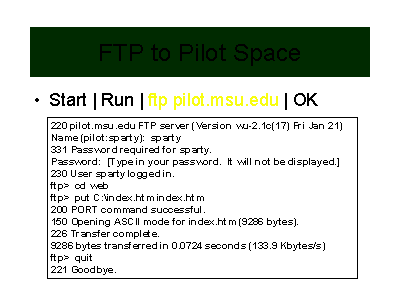 FTP to Pilot Space
• Start | Run | ftp pilot.msu.edu | OK
220 pilot.msu.edu FTP server (Version wu-2.1c(17) Fri Jan 21)
Name (pilot:sparty): sparty
331 Password required for sparty.
Password: [Type in your password. It will not be displayed.]
230 User sparty logged in.
ftp> cd web
ftp> put C:\index.htm index.htm
200 PORT command successful.
150 Opening ASCII mode for index.htm (9286 bytes).
226 Transfer complete.
9286 bytes transferred in 0.0724 seconds (133.9 Kbytes/s)
ftp> quit
221 Goodbye.